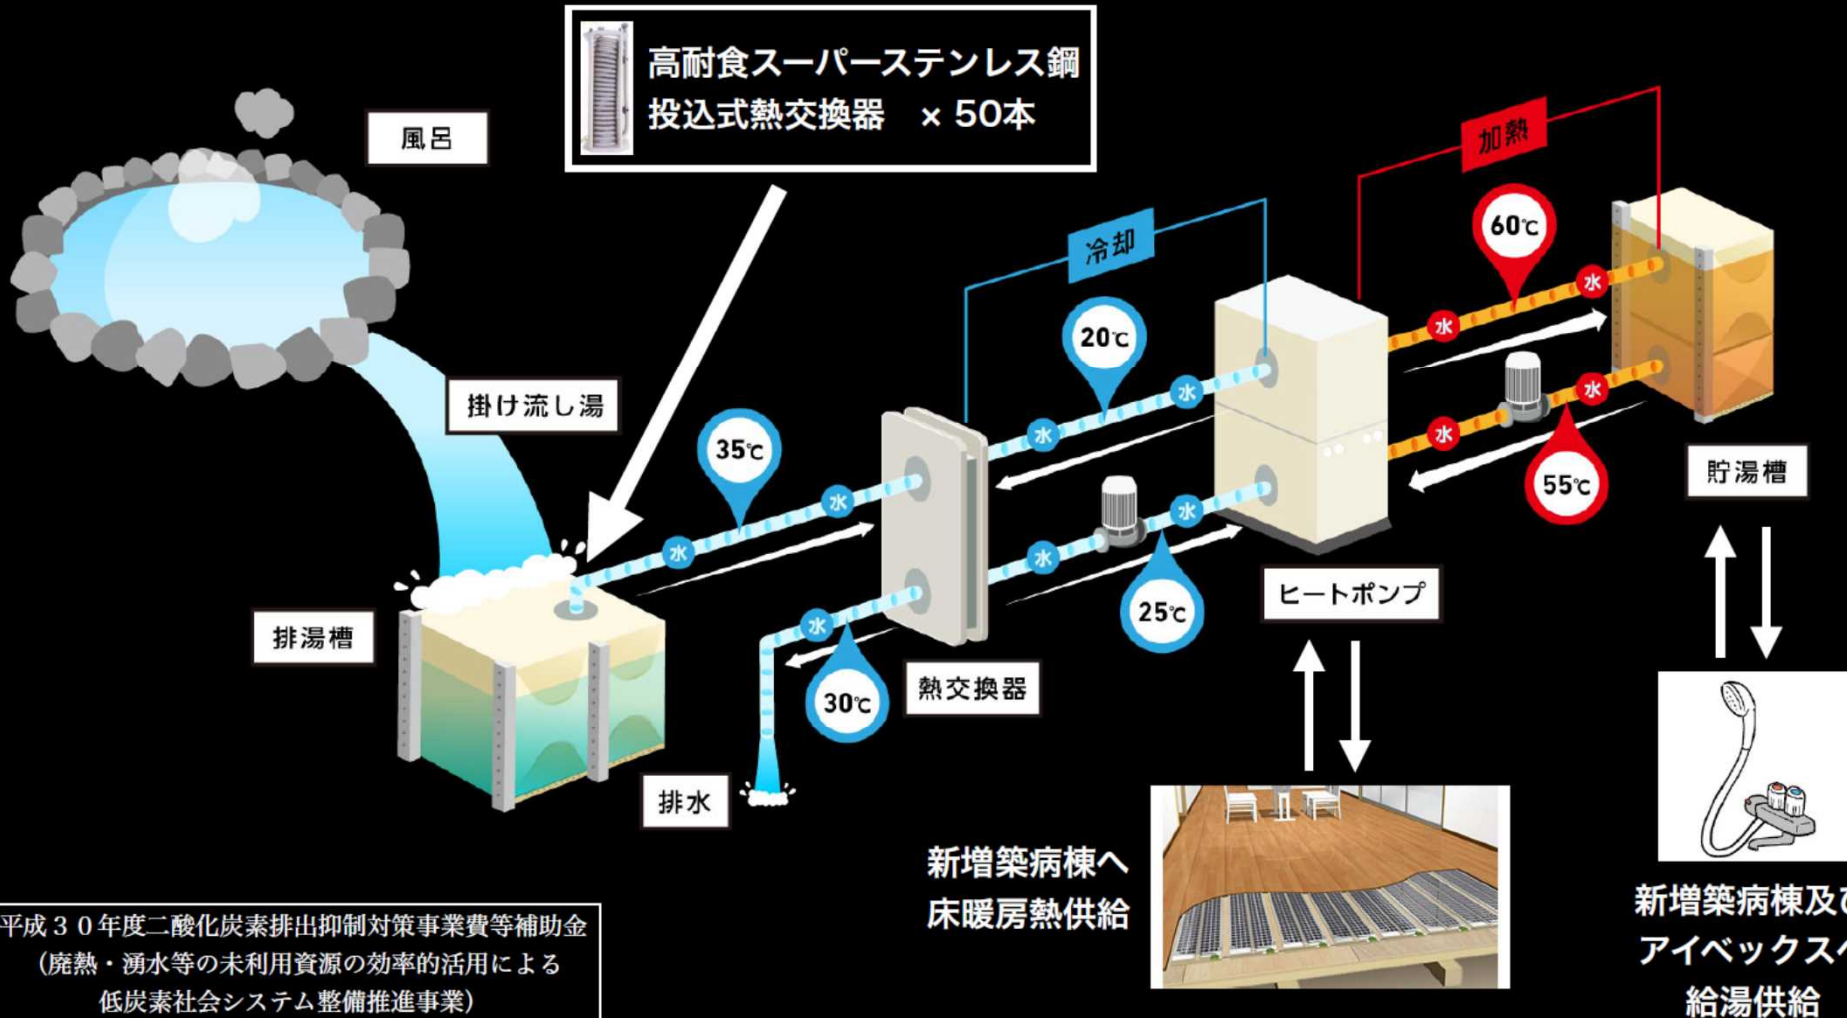 高耐食スーパーステンレス鋼
投込式熱交換器　× 50本
風呂
掛け流し湯
排湯槽
35℃
水
水
冷却
20℃
水
水
水
水
25℃
水
30℃
熱交換器
排水
加熱
60℃
水
水
水
水
55℃
ヒートポンプ
貯湯槽
新増築病棟へ
床暖房熱供給
新増築病棟及び
アイベックスへ
給湯供給
平成３０年度二酸化炭素排出抑制対策事業費等補助金
（廃熱・湧水等の未利用資源の効率的活用による
低炭素社会システム整備推進事業）